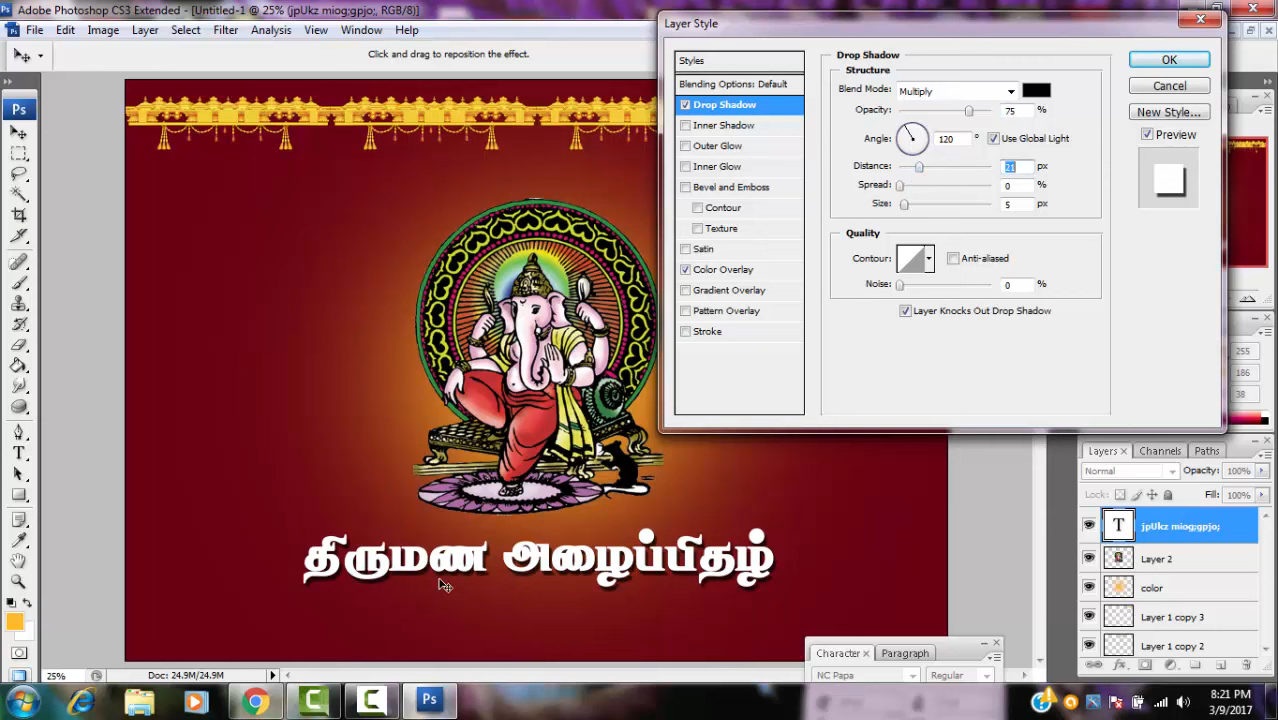 Adobe Photoshop CS3 Extended - [Untitled-1 @ 25% (jpUkz miog;gpjo;, RGB/8)]
File Edit Image Layer Select Filter Analysis View Window Help
Click and drag to reposition the effect.
Ps
திருமண அழைப்பிதழ்
25%
Doc: 24.9M/24.9M
Layer Style
Styles
Blending Options: Default
Drop Shadow
Inner Shadow
Outer Glow
Inner Glow
Bevel and Emboss
Contour
Texture
Satin
Color Overlay
Gradient Overlay
Pattern Overlay
Stroke
Drop Shadow
Structure
Blend Mode: Multiply
Opacity: 75 %
Angle: 120 ° Use Global Light
Distance: 21 px
Spread: 0 %
Size: 5 px
Quality
Contour: Anti-aliased
Noise: 0 %
Layer Knocks Out Drop Shadow
OK
Cancel
New Style...
Preview
255
186
38
Layers Channels Paths
Normal Opacity: 100%
Lock: Fill: 100%
T jpUkz miog;gpjo;
Layer 2
color
Layer 1 copy 3
Layer 1 copy 2
Character Paragraph
NC Papa Regular
Ps
8:21 PM
3/9/2017